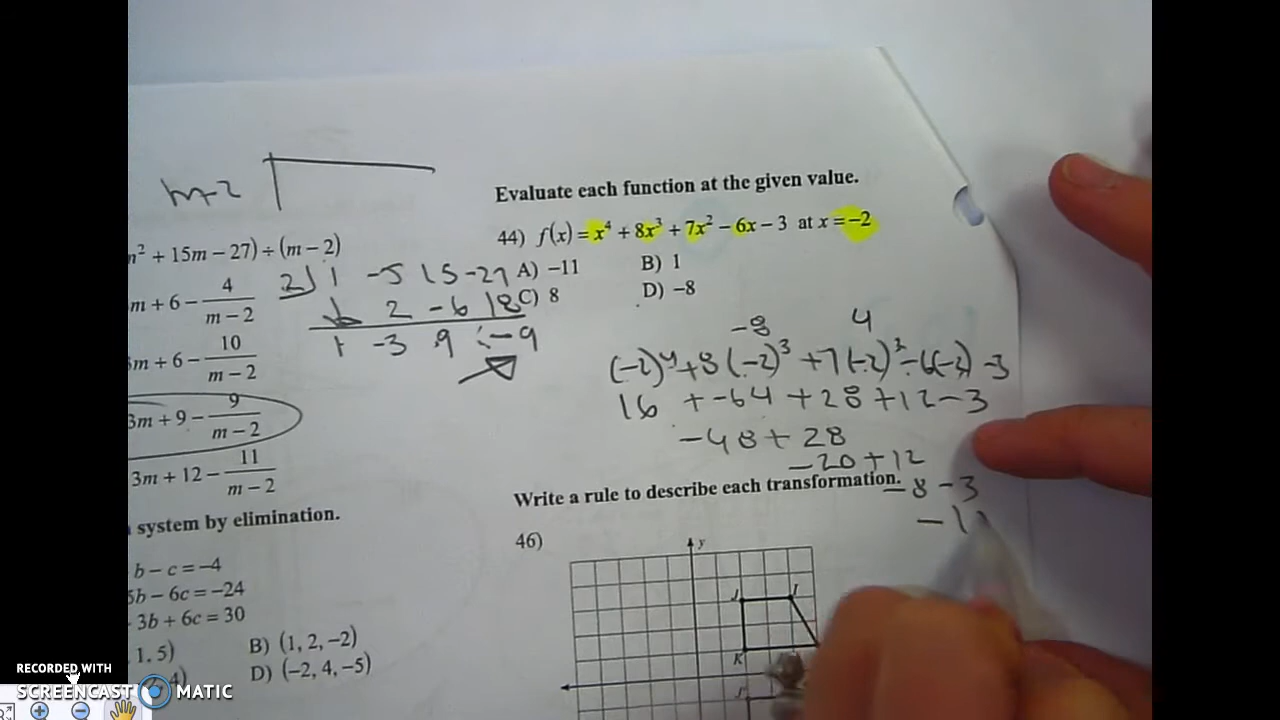 m-2
n² + 15m − 27) ÷ (m − 2)
2 1 -5 15 -27
m + 6 − 4/(m − 2)
↓ 2 -6 18
1 -3 9 -9
m + 6 − 10/(m − 2)
3m + 9 − 9/(m − 2)
3m + 12 − 11/(m − 2)
system by elimination.
b − c = −4
5b − 6c = −24
3b + 6c = 30
1, 5)
B) (1, 2, −2)
4)
D) (−2, 4, −5)
Evaluate each function at the given value.
44) f(x) = x⁴ + 8x³ + 7x² − 6x − 3 at x = −2
A) −11 B) 1
C) 8 D) −8
-8 4
(-2)⁴ + 8(-2)³ + 7(-2)² - 6(-2) - 3
16 + -64 + 28 + 12 - 3
-48 + 28
-20 + 12
Write a rule to describe each transformation.
-8 - 3
-11
46)
y
J I
K
RECORDED WITH
SCREENCAST MATIC